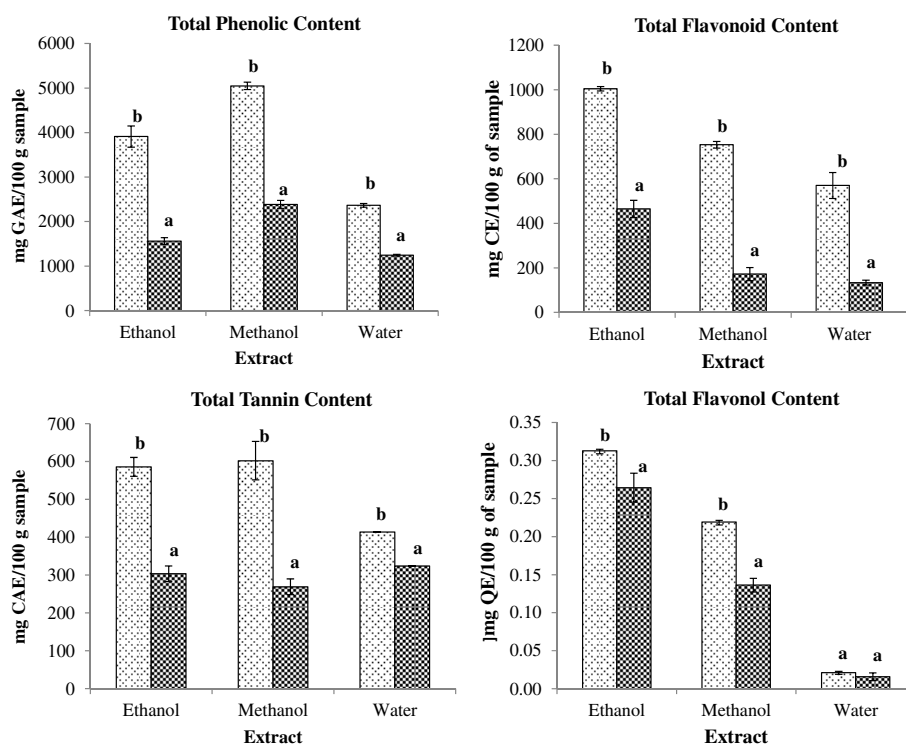 Total Phenolic Content
mg GAE/100 g sample
6000
5000
4000
3000
2000
1000
0
b
a
b
a
b
a
Ethanol
Methanol
Water
Extract
Total Flavonoid Content
mg CE/100 g of sample
1200
1000
800
600
400
200
0
b
a
b
a
b
a
Ethanol
Methanol
Water
Extract
Total Tannin Content
mg CAE/100 g sample
700
600
500
400
300
200
100
0
b
a
b
a
b
a
Ethanol
Methanol
Water
Extract
Total Flavonol Content
]mg QE/100 g of sample
0.35
0.30
0.25
0.20
0.15
0.10
0.05
0.00
b
a
b
a
a
a
Ethanol
Methanol
Water
Extract